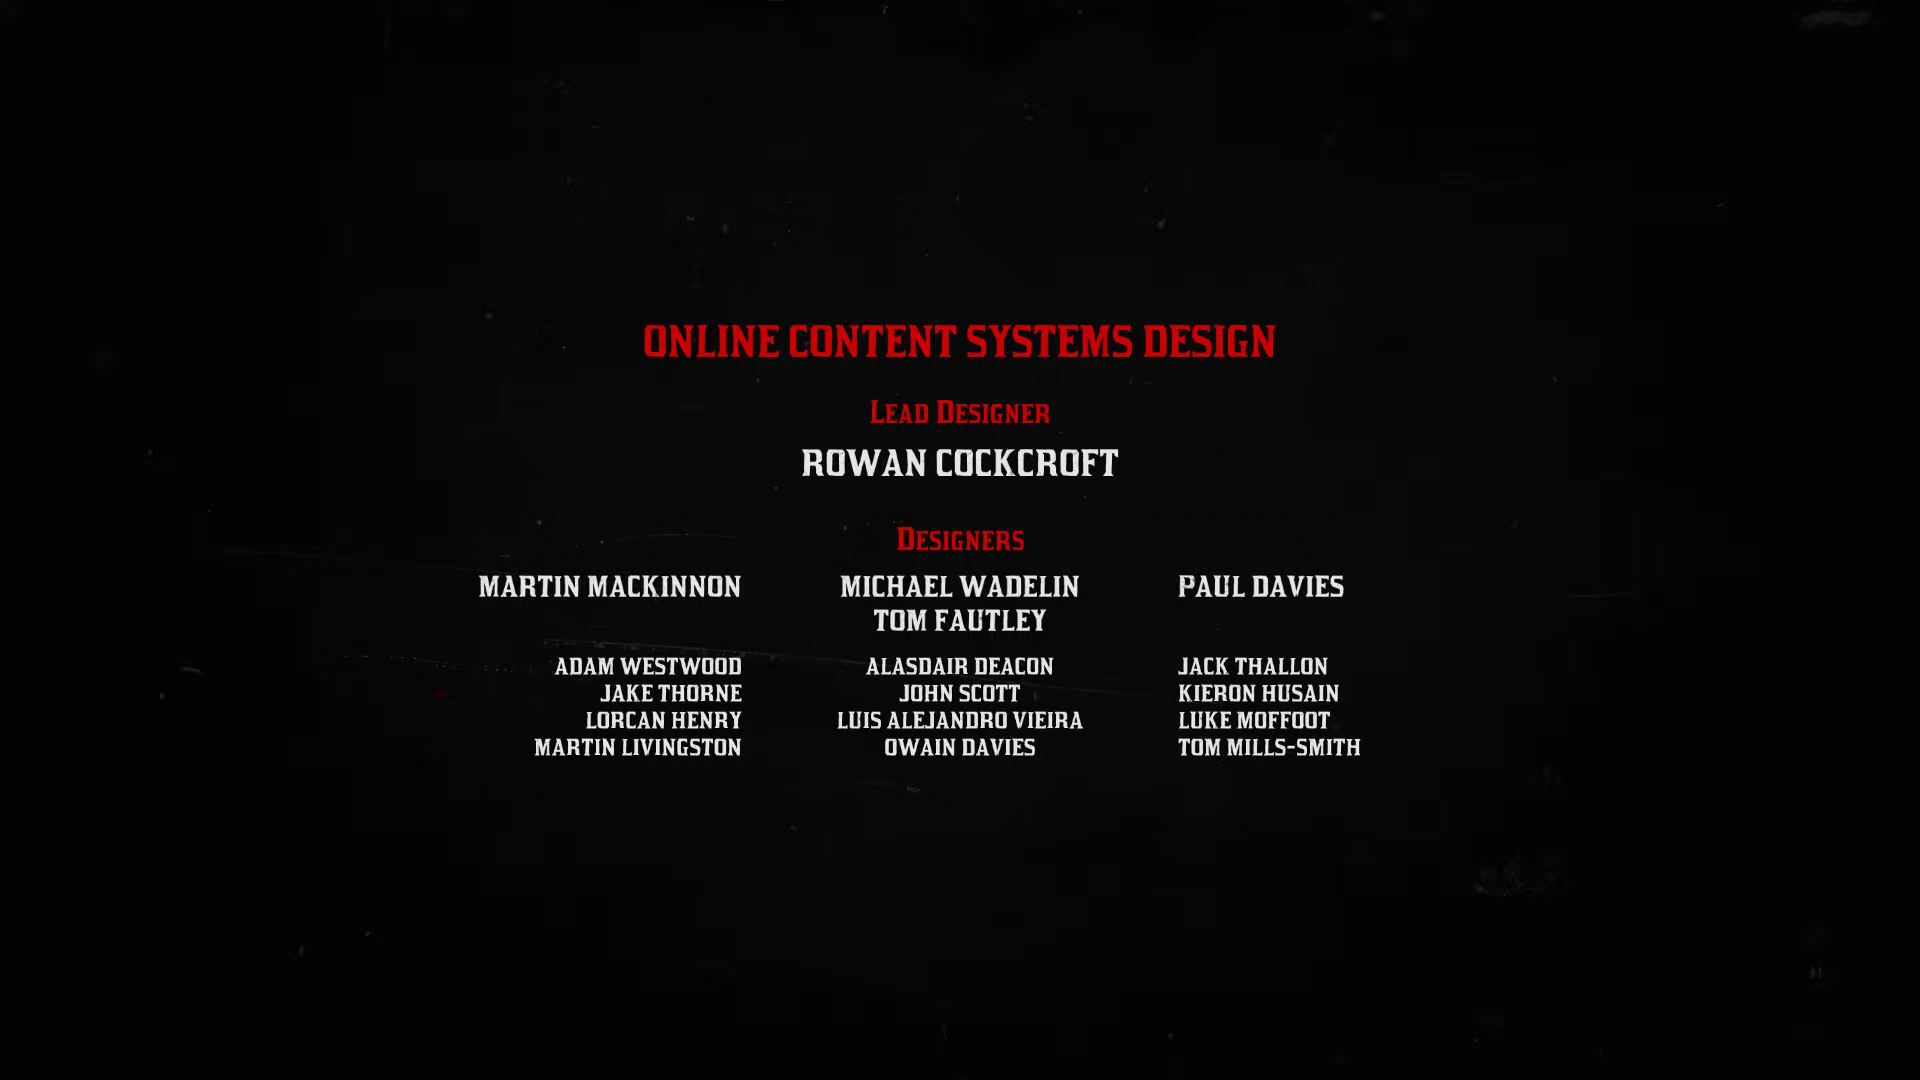 ONLINE CONTENT SYSTEMS DESIGN
LEAD DESIGNER
ROWAN COCKCROFT
DESIGNERS
MARTIN MACKINNON MICHAEL WADELIN PAUL DAVIES
TOM FAUTLEY
ADAM WESTWOOD ALASDAIR DEACON JACK THALLON
JAKE THORNE JOHN SCOTT KIERON HUSAIN
LORCAN HENRY LUIS ALEJANDRO VIEIRA LUKE MOFFOOT
MARTIN LIVINGSTON OWAIN DAVIES TOM MILLS-SMITH